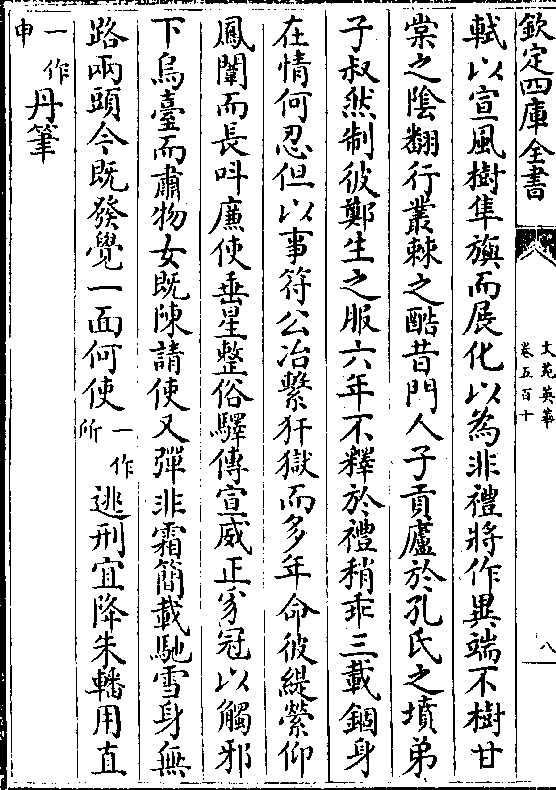 欽定四庫全書
文苑英華
卷五百十
八
軾以宣風樹隼旟而展化以為非禮將作異端不樹甘
棠之陰翻行叢棘之酷昔門人子貢廬於孔氏之墳弟
子叔然制彼鄭生之服六年不釋於禮稍乖三載錮身
在情何忍但以事符公冶繫犴獄而多年命彼緹縈仰
鳳闕而長呌廉使垂星整俗驛傳宣威正豸冠以觸邪
下烏臺而肅物女既陳請使又彈非霜簡載馳雪身無
路兩頭今既發覺一面何使一作所逃刑宜降朱轓用直
一作申丹筆